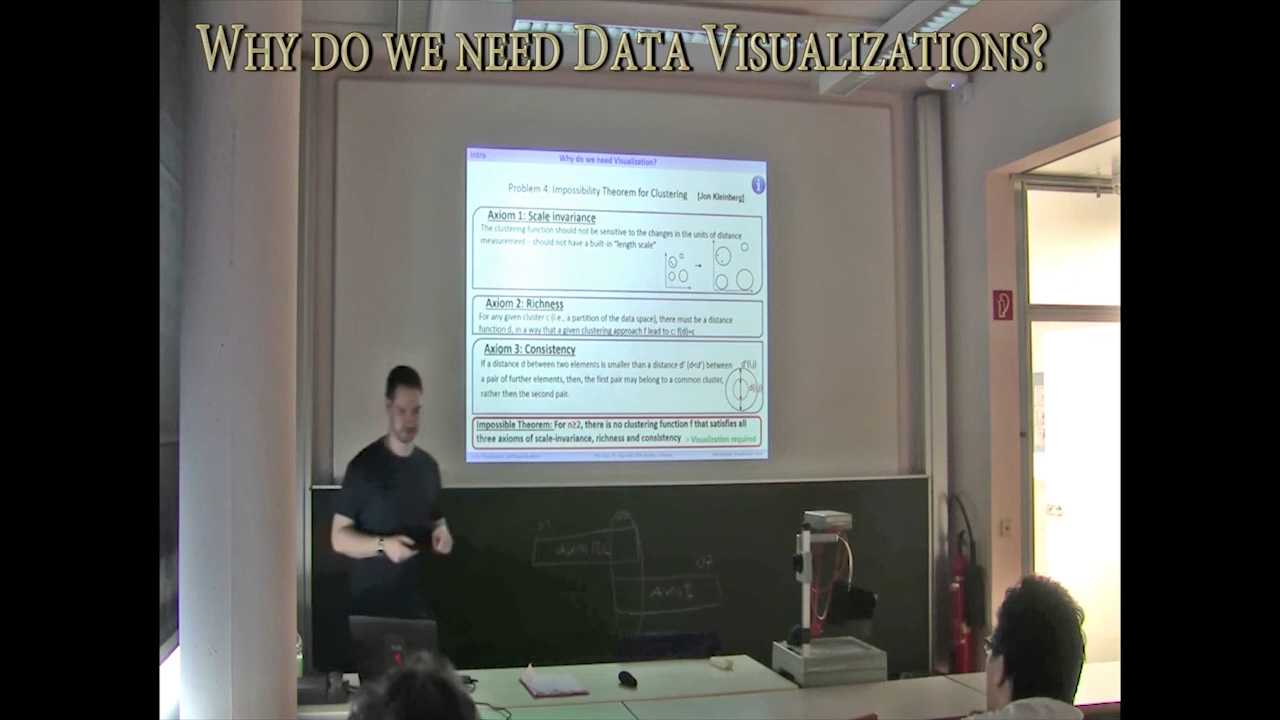 WHY DO WE NEED DATA VISUALIZATIONS?
Intro
Why do we need Visualization?
Problem 4: Impossibility Theorem for Clustering [Jon Kleinberg]
Axiom 1: Scale invariance
The clustering function should not be sensitive to the changes in the units of distance
measurement – should not have a built-in "length scale"
Axiom 2: Richness
For any given cluster c (i.e., a partition of the data space), there must be a distance
function d, in a way that a given clustering approach f lead to c: f(d)=c
Axiom 3: Consistency
If a distance d between two elements is smaller than a distance d' (d<d') between
a pair of further elements, then, the first pair may belong to a common cluster,
rather then the second pair.
d'(i,j)
d(i,j)
Impossible Theorem: For n≥2, there is no clustering function f that satisfies all
three axioms of scale-invariance, richness and consistency > Visualization required